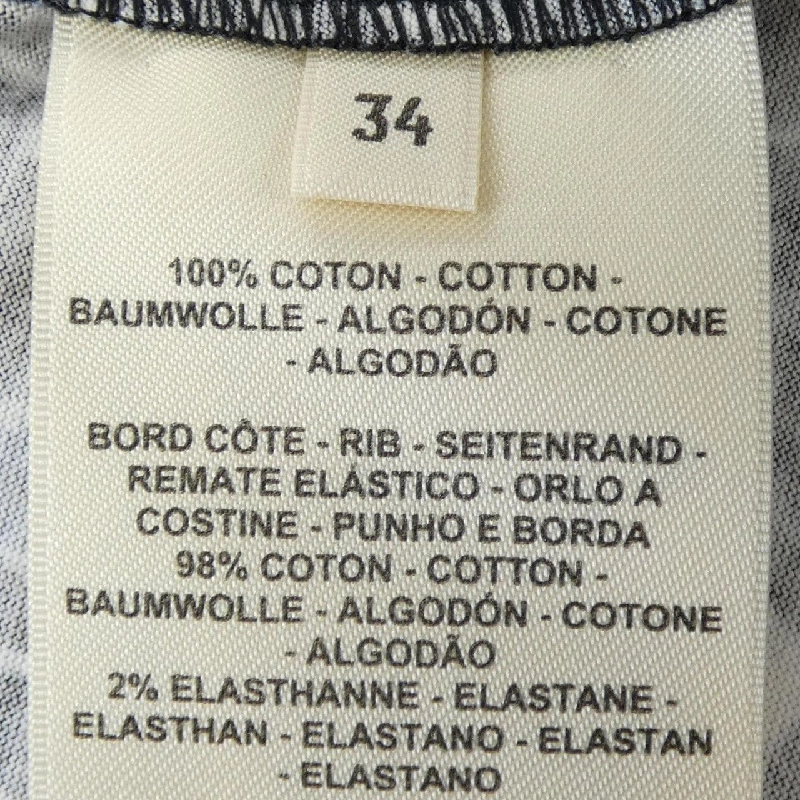 34
100% COTON - COTTON -
BAUMWOLLE - ALGODÓN - COTONE
- ALGODÃO
BORD CÔTE - RIB - SEITENRAND -
REMATE ELÁSTICO - ORLO A
COSTINE - PUNHO E BORDA
98% COTON - COTTON -
BAUMWOLLE - ALGODÓN - COTONE
- ALGODÃO
2% ELASTHANNE - ELASTANE -
ELASTHAN - ELASTANO - ELASTAN
- ELASTANO